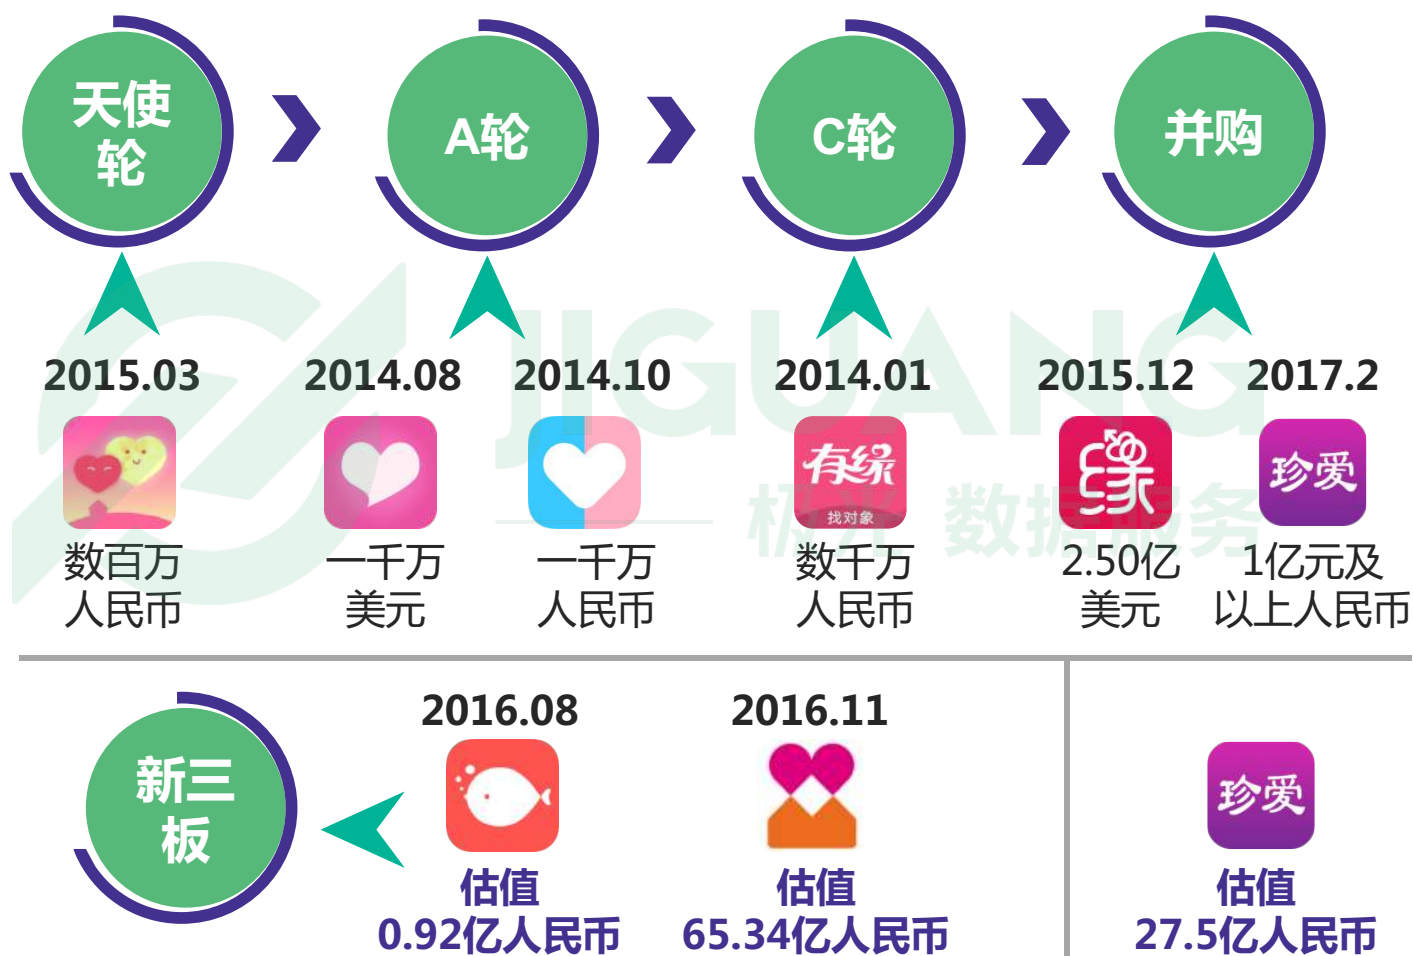 天使
轮
A轮
C轮
并购
2015.03
2014.08
2014.10
2014.01
2015.12
2017.2
有缘
找对象
缘
珍爱
JIGUANG
极光 数据服务
数百万
人民币
一千万
美元
一千万
人民币
数千万
人民币
2.50亿
美元
1亿元及
以上人民币
新三
板
2016.08
2016.11
珍爱
估值
0.92亿人民币
估值
65.34亿人民币
估值
27.5亿人民币